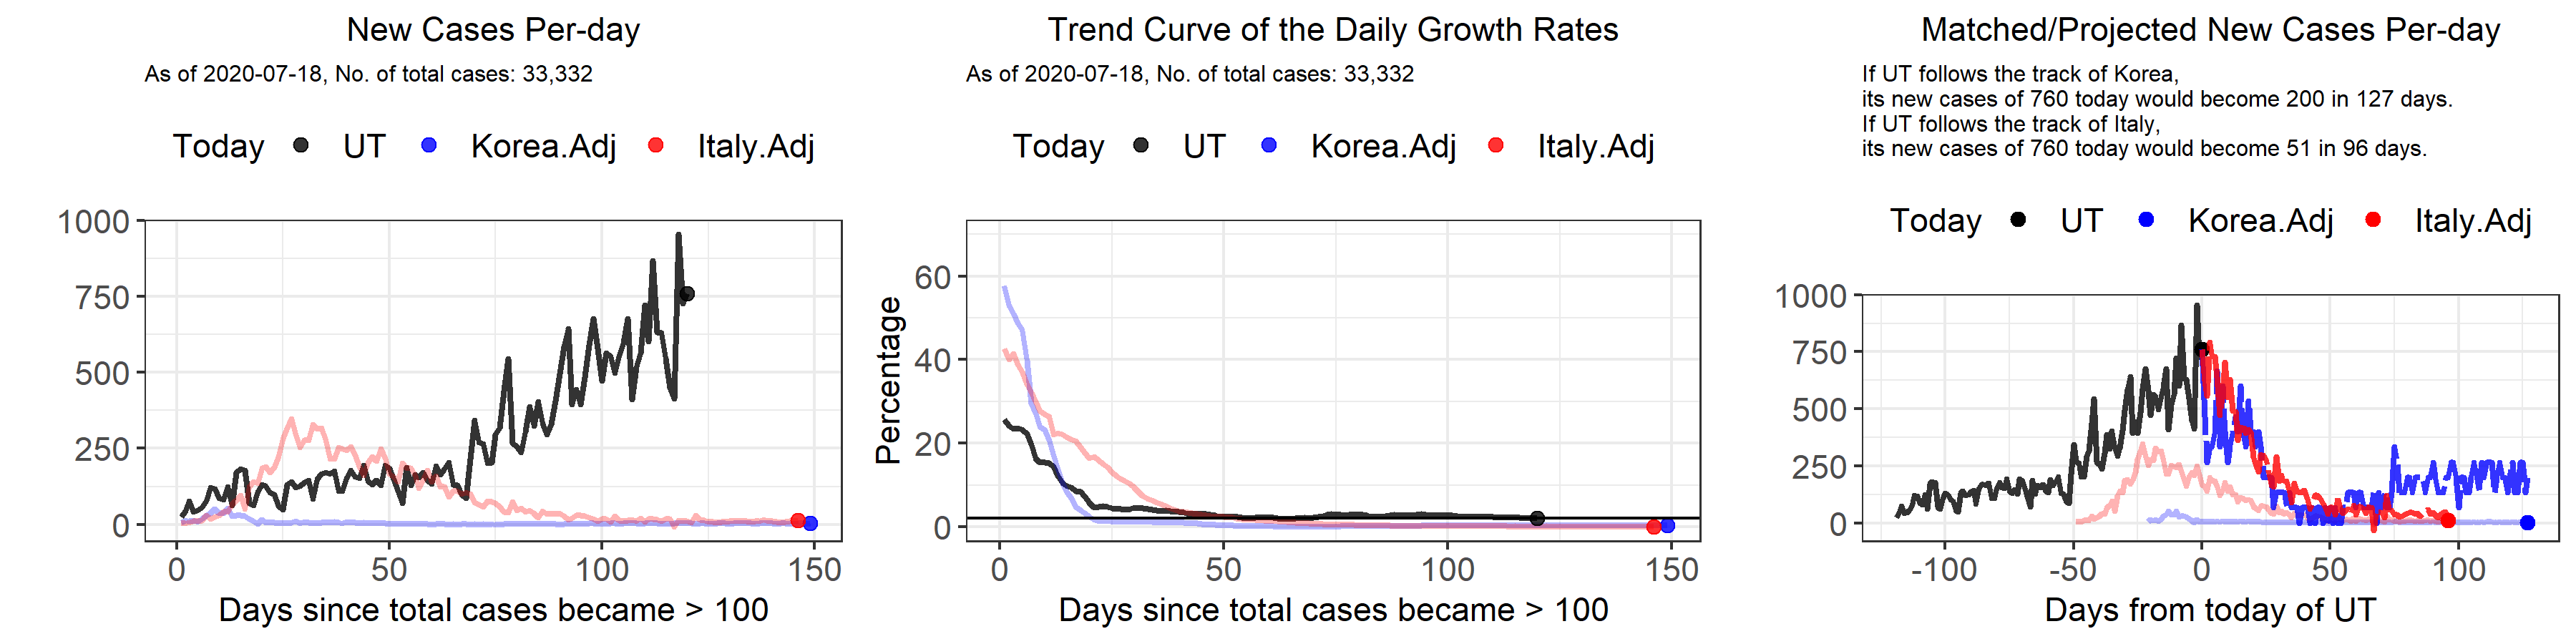 New Cases Per-day
As of 2020-07-18, No. of total cases: 33,332
Today UT Korea.Adj Italy.Adj
1000
750
500
250
0
0 50 100 150
Days since total cases became > 100
Trend Curve of the Daily Growth Rates
As of 2020-07-18, No. of total cases: 33,332
Today UT Korea.Adj Italy.Adj
Percentage
60
40
20
0
0 50 100 150
Days since total cases became > 100
Matched/Projected New Cases Per-day
If UT follows the track of Korea,
its new cases of 760 today would become 200 in 127 days.
If UT follows the track of Italy,
its new cases of 760 today would become 51 in 96 days.
Today UT Korea.Adj Italy.Adj
1000
750
500
250
0
-100 -50 0 50 100
Days from today of UT